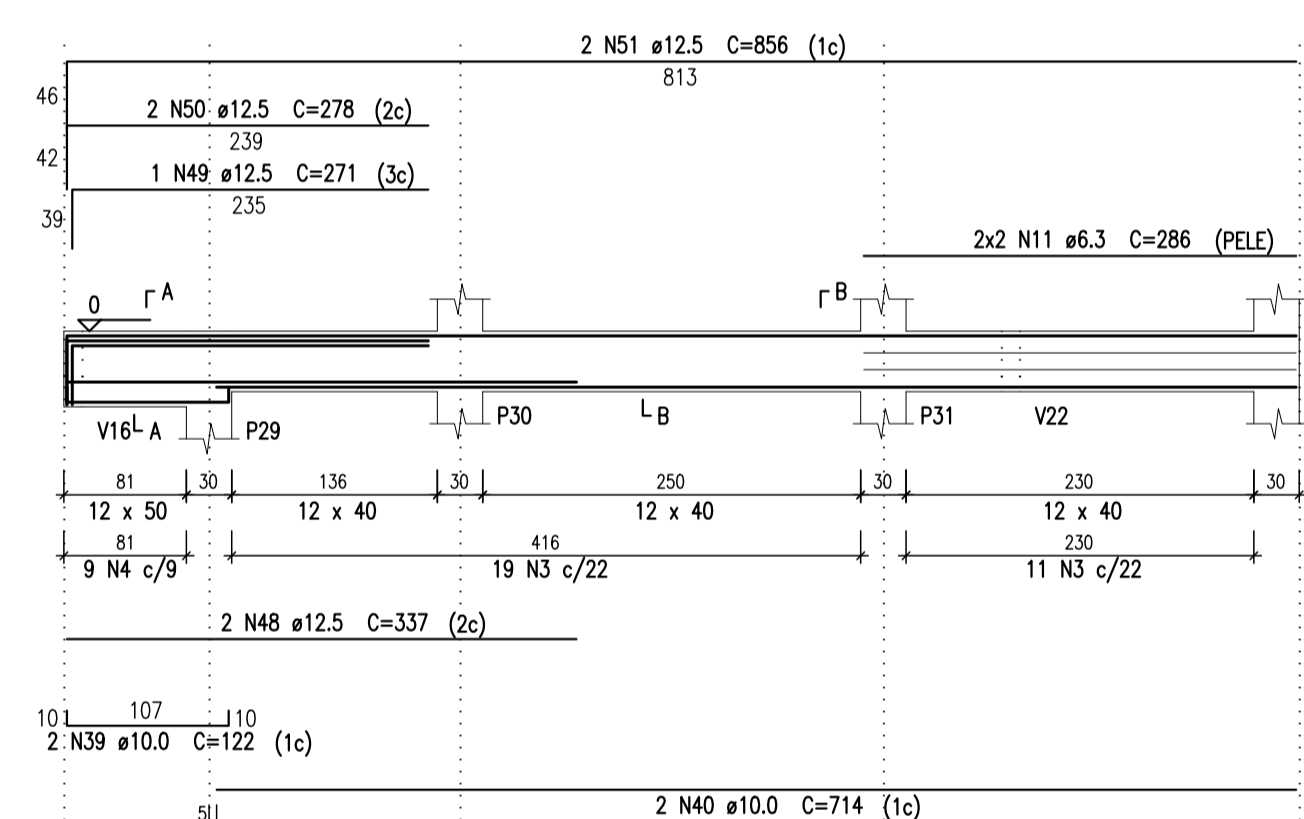 2 N51 ø12.5 C=856 (1c)
813
46
2 N50 ø12.5 C=278 (2c)
239
42
1 N49 ø12.5 C=271 (3c)
235
39
2x2 N11 ø6.3 C=286 (PELE)
0 A B
V16 A P29 P30 B P31 V22
81 30 136 30 250 30 230 30
12 x 50 12 x 40 12 x 40 12 x 40
81 416 230
9 N4 c/9 19 N3 c/22 11 N3 c/22
2 N48 ø12.5 C=337 (2c)
10 107 10
2 N39 ø10.0 C=122 (1c)
2 N40 ø10.0 C=714 (1c)
5